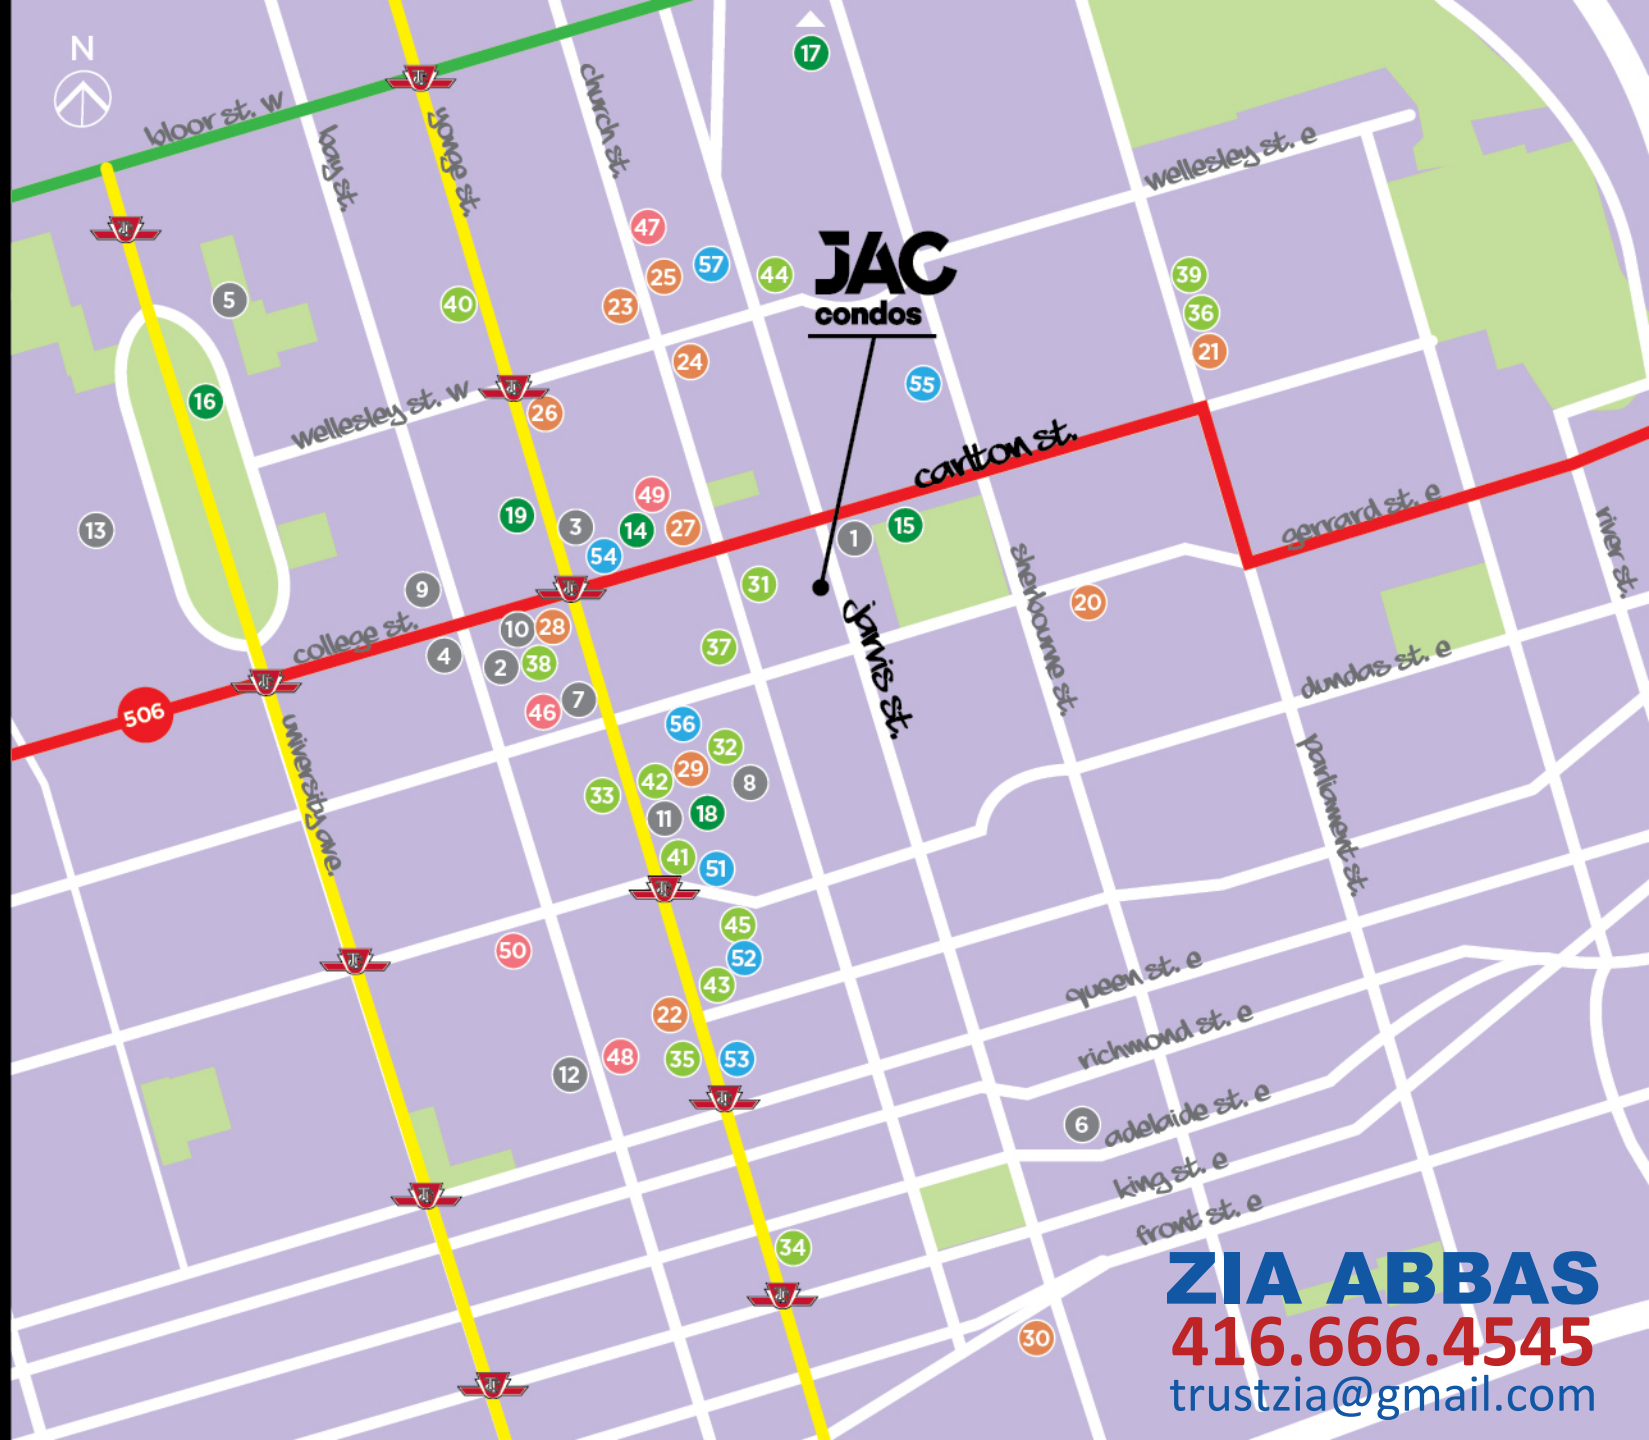 N
17
bloor st. w
bay st.
yonge st.
church st.
wellesley st. e
47
57
25
44
JAC
condos
39
5
40
23
36
21
24
55
16
wellesley st. w
26
carlton st.
49
19
3
14
27
15
1
13
54
gerrard st. e
river st.
31
9
20
college st.
10
28
sherbourne st.
jarvis st.
37
4
2
38
dundas st. e
7
46
506
56
university ave.
32
29
42
8
33
parliament st.
11
18
41
51
45
50
52
queen st. e
43
22
richmond st. e
48
35
53
12
6
adelaide st. e
king st. e
front st. e
34
ZIA ABBAS
30
416.666.4545
trustzia@gmail.com